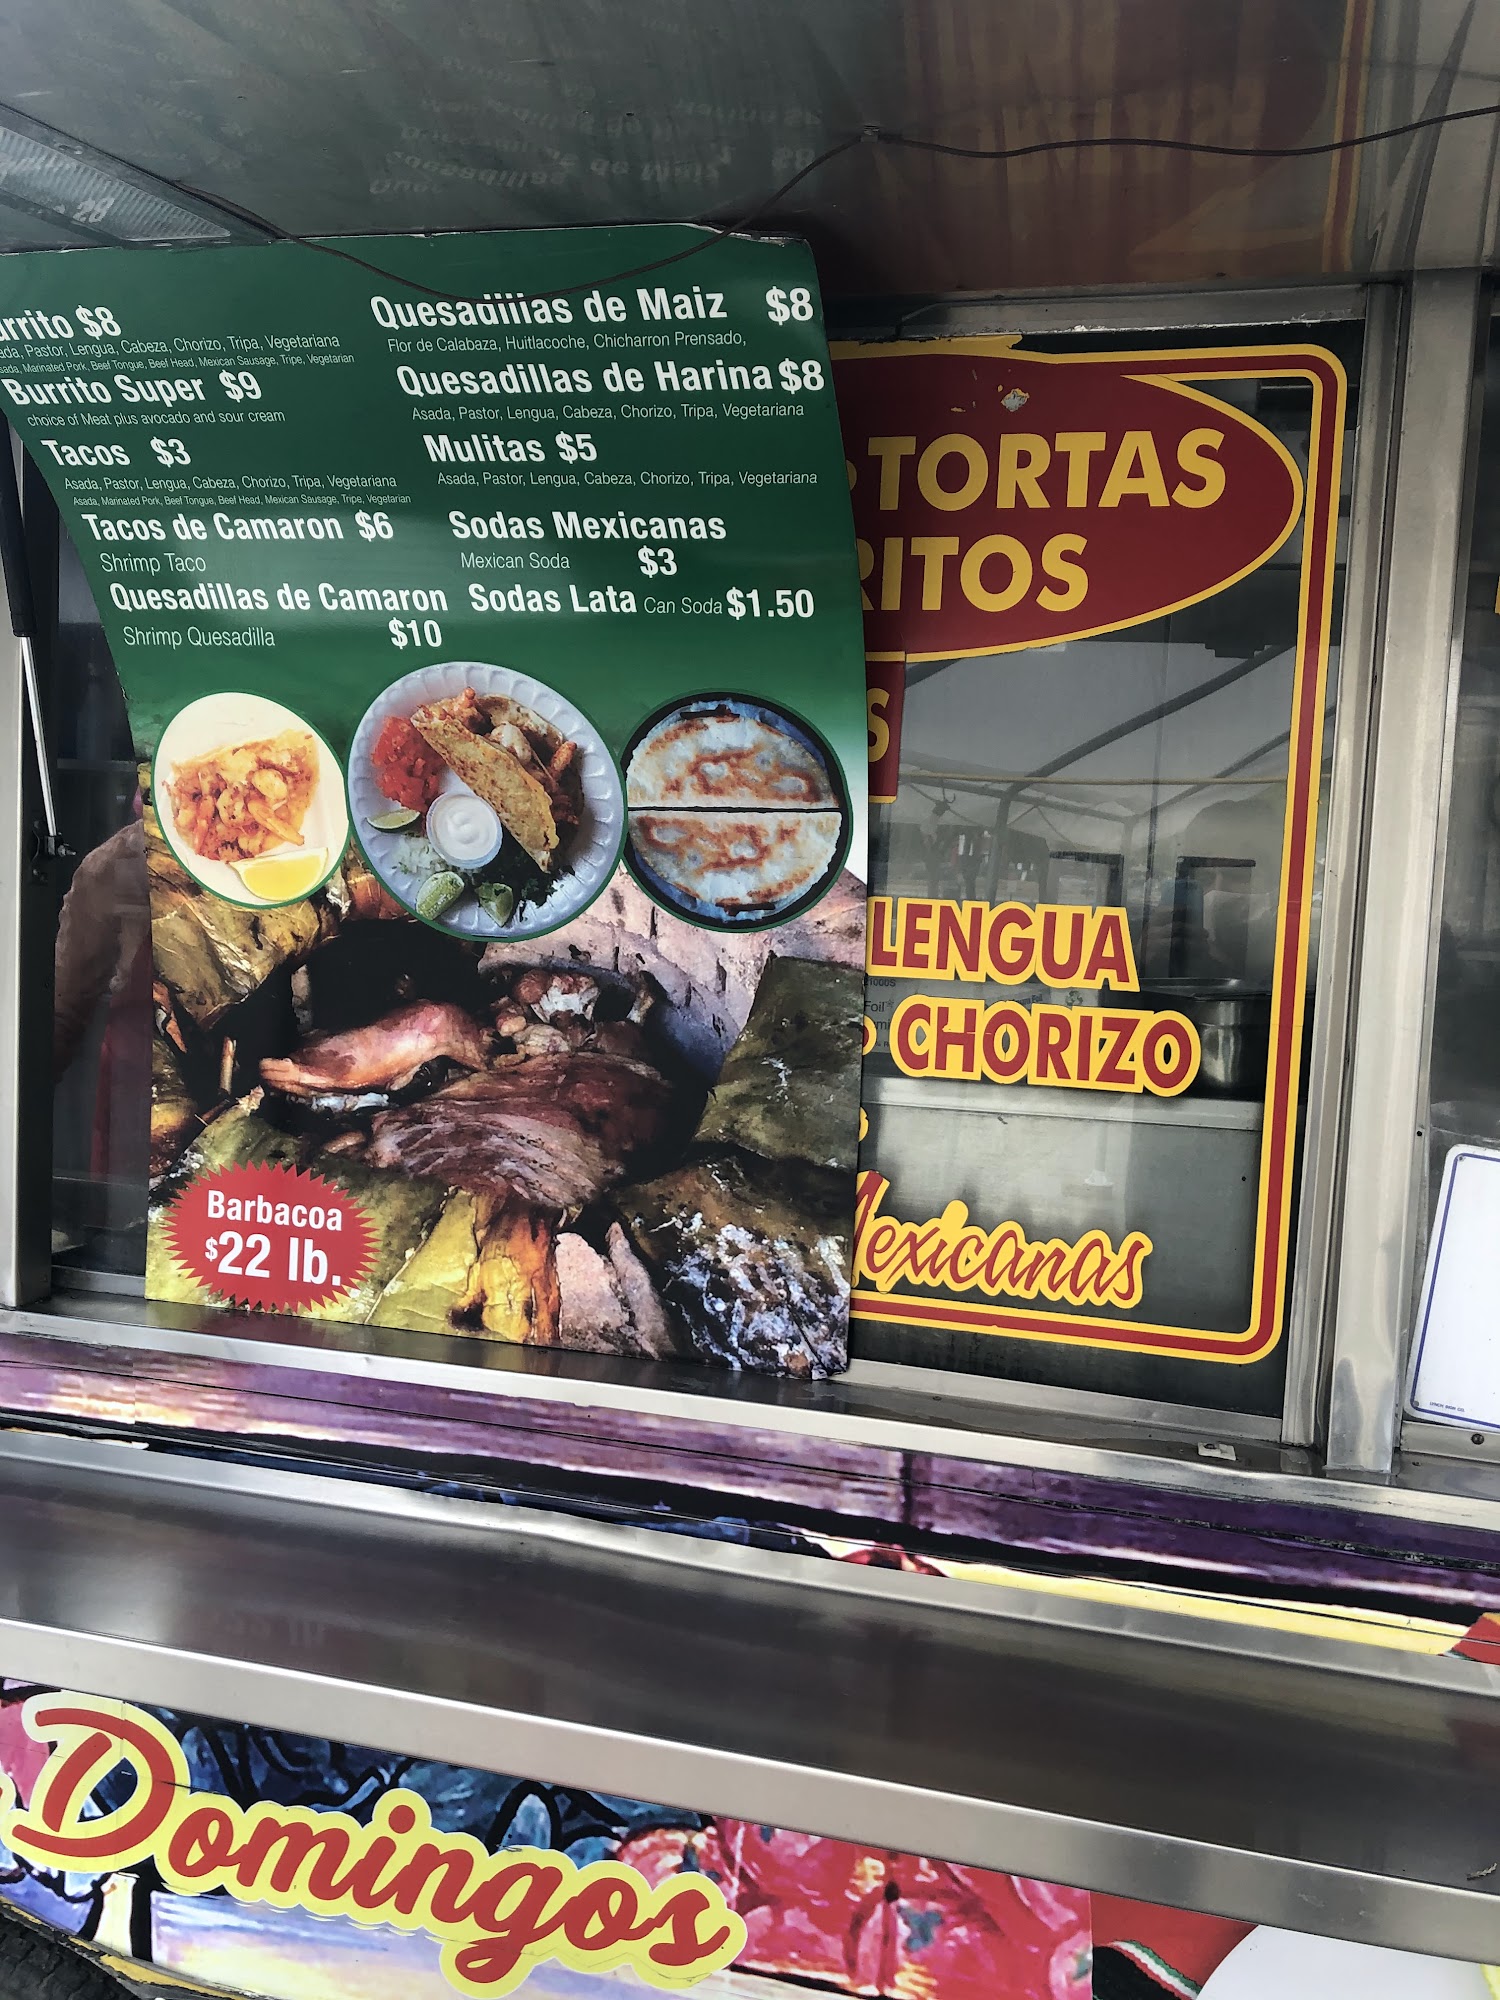 urrito $8
ada, Pastor, Lengua, Cabeza, Chorizo, Tripa, Vegetariana
sada, Marinated Pork, Beef Tongue, Beef Head, Mexican Sausage, Tripe, Vegetarian
Burrito Super $9
choice of Meat plus avocado and sour cream
Tacos $3
Asada, Pastor, Lengua, Cabeza, Chorizo, Tripa, Vegetariana
Asada, Marinated Pork, Beef Tongue, Beef Head, Mexican Sausage, Tripe, Vegetarian
Tacos de Camaron $6
Shrimp Taco
Quesadillas de Camaron
Shrimp Quesadilla $10
Quesadillas de Maiz $8
Flor de Calabaza, Huitlacoche, Chicharron Prensado,
Quesadillas de Harina $8
Asada, Pastor, Lengua, Cabeza, Chorizo, Tripa, Vegetariana
Mulitas $5
Asada, Pastor, Lengua, Cabeza, Chorizo, Tripa, Vegetariana
Sodas Mexicanas
Mexican Soda $3
Sodas Lata Can Soda $1.50
Barbacoa
$22 lb.
TORTAS
RITOS
S
LENGUA
Foil
CHORIZO
Mexicanas
Domingos